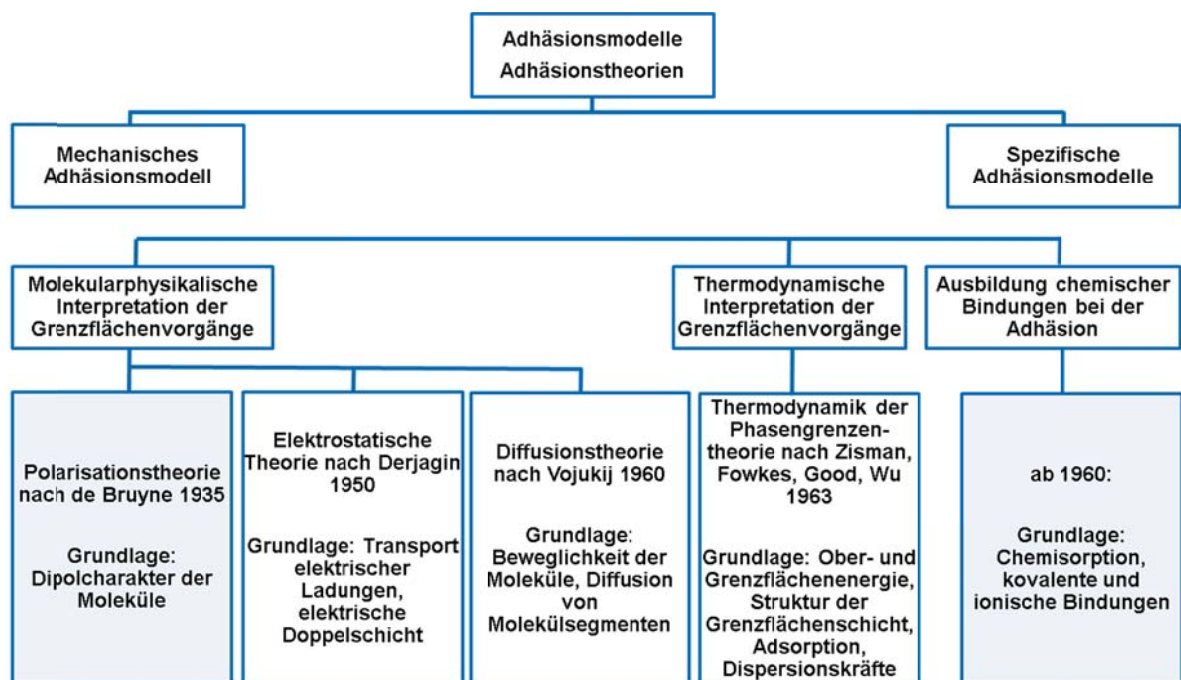 Adhäsionsmodelle
Adhäsionstheorien
Mechanisches
Adhäsionsmodell
Spezifische
Adhäsionsmodelle
Molekularphysikalische
Interpretation der
Grenzflächenvorgänge
Thermodynamische
Interpretation der
Grenzflächenvorgänge
Ausbildung chemischer
Bindungen bei der
Adhäsion
Polarisationstheorie
nach de Bruyne 1935
Grundlage:
Dipolcharakter der
Moleküle
Elektrostatische
Theorie nach Derjagin
1950
Grundlage: Transport
elektrischer
Ladungen,
elektrische
Doppelschicht
Diffusionstheorie
nach Vojukij 1960
Grundlage:
Beweglichkeit der
Moleküle, Diffusion
von
Molekülsegmenten
Thermodynamik der
Phasengrenzen-
theorie nach Zisman,
Fowkes, Good, Wu
1963
Grundlage: Ober- und
Grenzflächenenergie,
Struktur der
Grenzflächenschicht,
Adsorption,
Dispersionskräfte
ab 1960:
Grundlage:
Chemisorption,
kovalente und
ionische Bindungen